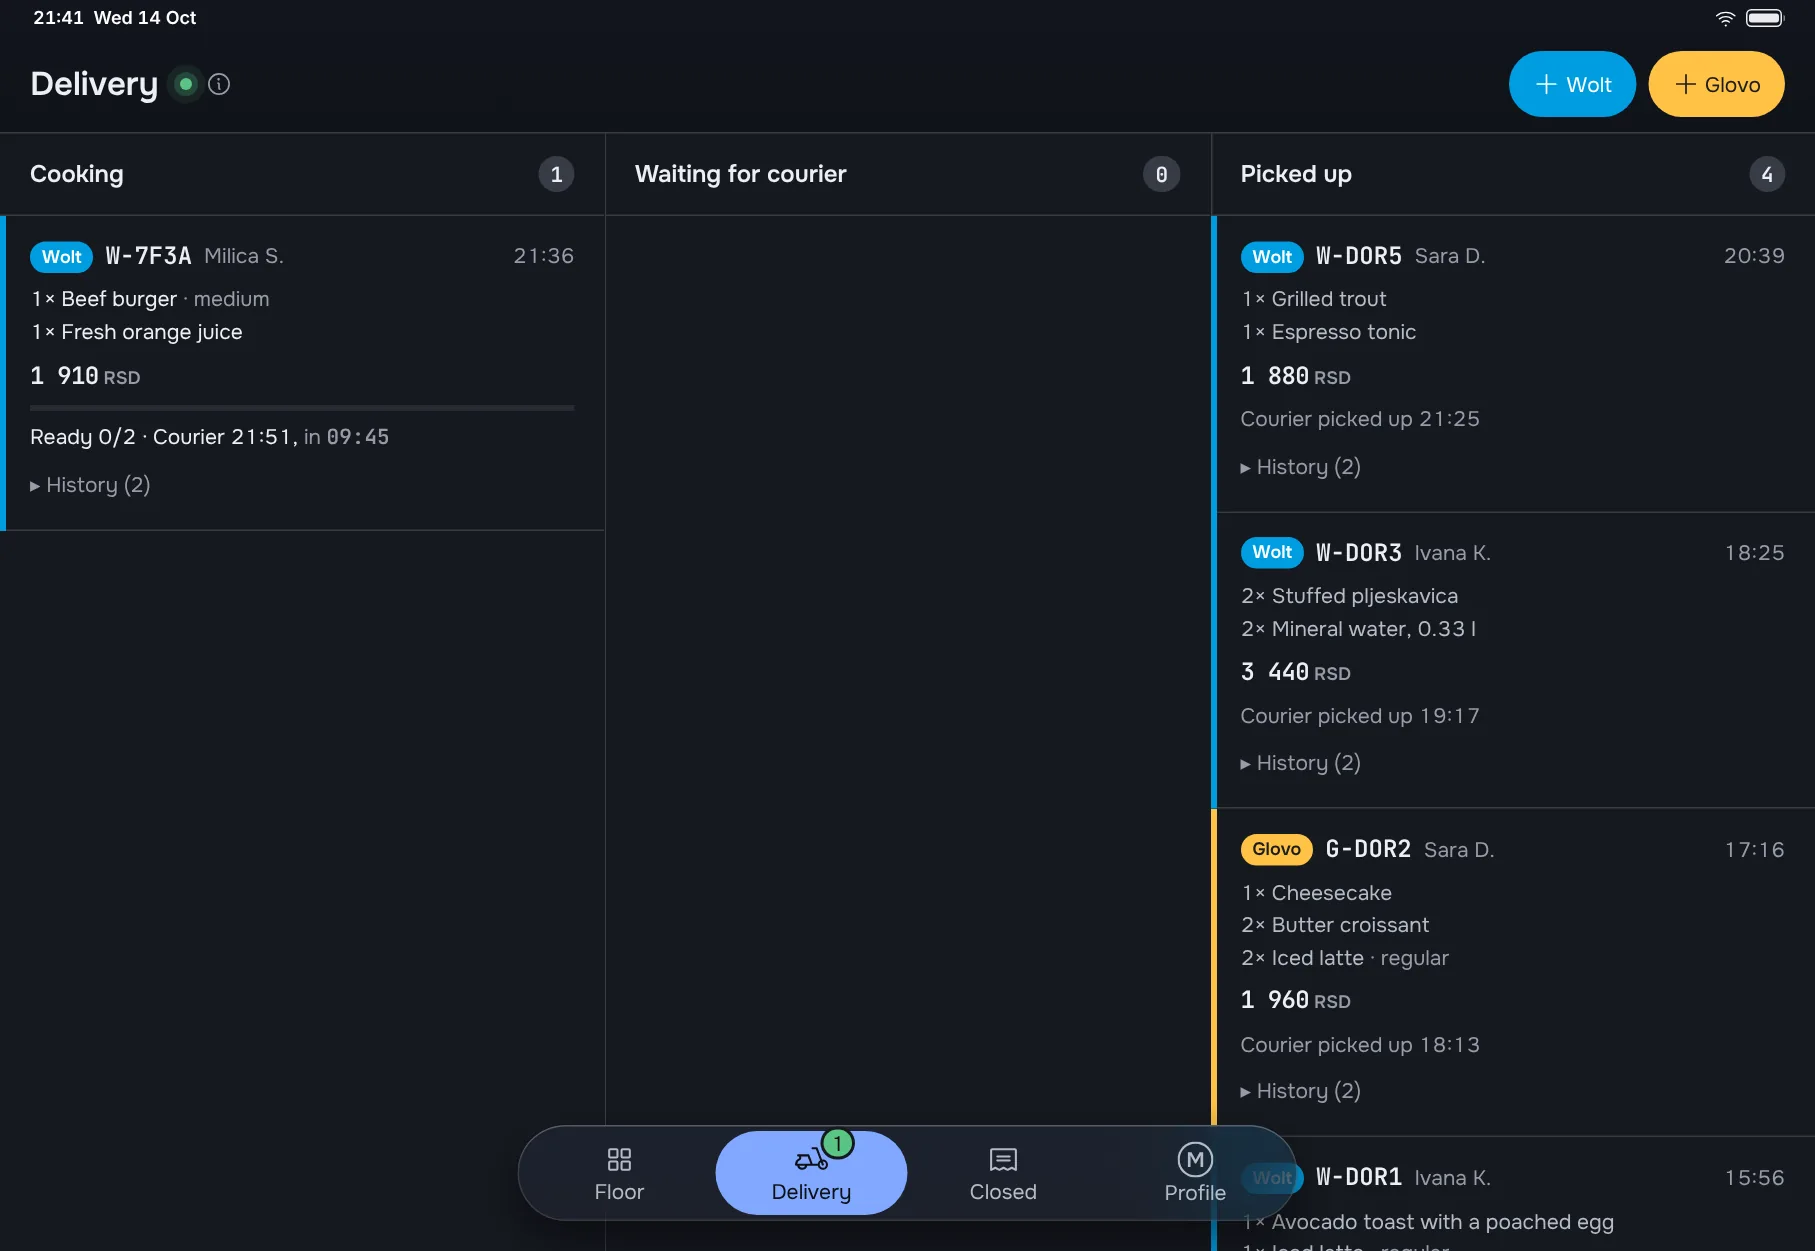 21:41 Wed 14 Oct
Delivery
+ Wolt
+ Glovo
Cooking 1
Wolt W-7F3A Milica S. 21:36
1× Beef burger · medium
1× Fresh orange juice
1 910 RSD
Ready 0/2 · Courier 21:51, in 09:45
▸ History (2)
Waiting for courier 0
Picked up 4
Wolt W-DOR5 Sara D. 20:39
1× Grilled trout
1× Espresso tonic
1 880 RSD
Courier picked up 21:25
▸ History (2)
Wolt W-DOR3 Ivana K. 18:25
2× Stuffed pljeskavica
2× Mineral water, 0.33 l
3 440 RSD
Courier picked up 19:17
▸ History (2)
Glovo G-DOR2 Sara D. 17:16
1× Cheesecake
2× Butter croissant
2× Iced latte · regular
1 960 RSD
Courier picked up 18:13
▸ History (2)
Wolt W-DOR1 Ivana K. 15:56
1× Avocado toast with a poached egg
1× Iced latte · regular
Floor
1
Delivery
Closed
M
Profile